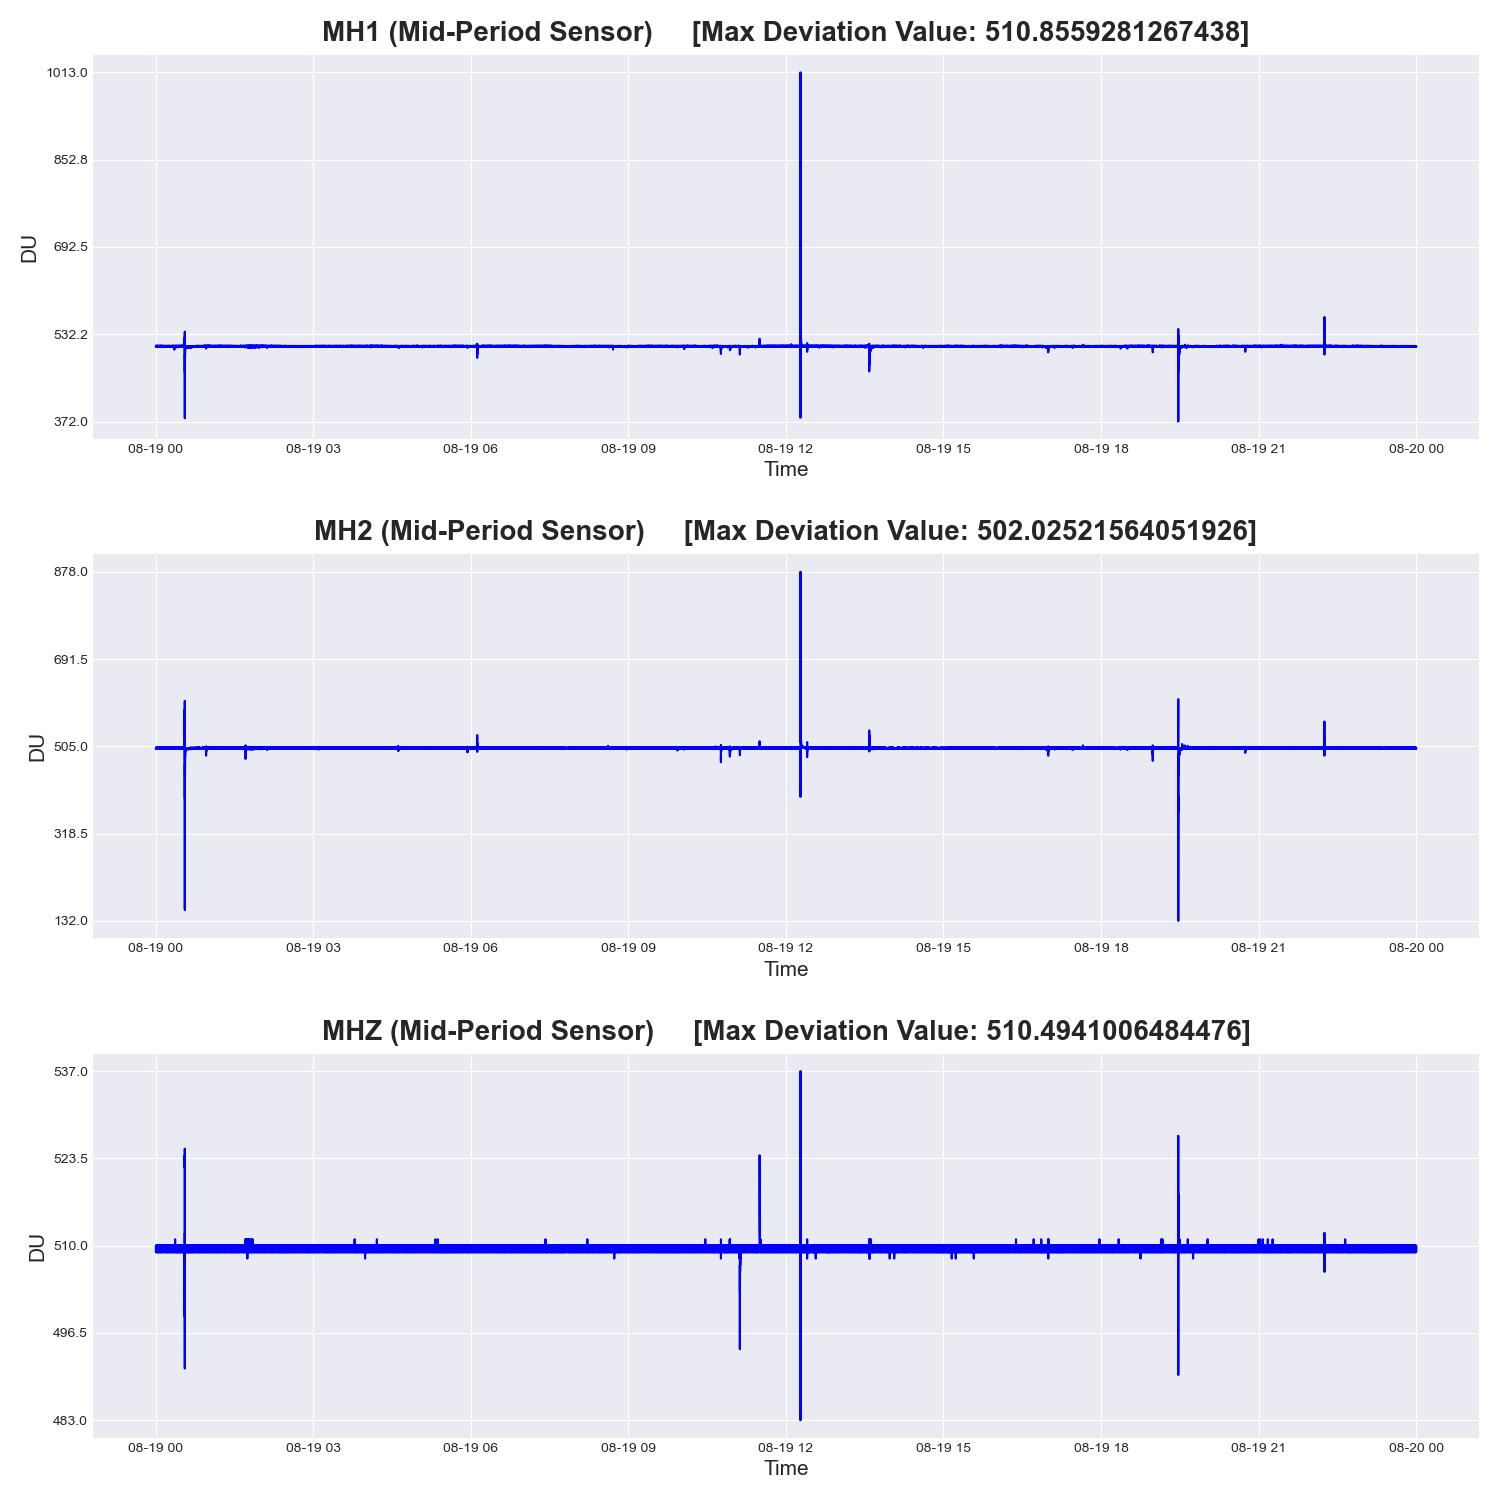 MH1 (Mid-Period Sensor) [Max Deviation Value: 510.8559281267438]
1013.0
852.8
692.5
532.2
372.0
DU
08-19 00 08-19 03 08-19 06 08-19 09 08-19 12 08-19 15 08-19 18 08-19 21 08-20 00
Time
MH2 (Mid-Period Sensor) [Max Deviation Value: 502.02521564051926]
878.0
691.5
505.0
318.5
132.0
DU
08-19 00 08-19 03 08-19 06 08-19 09 08-19 12 08-19 15 08-19 18 08-19 21 08-20 00
Time
MHZ (Mid-Period Sensor) [Max Deviation Value: 510.4941006484476]
537.0
523.5
510.0
496.5
483.0
DU
08-19 00 08-19 03 08-19 06 08-19 09 08-19 12 08-19 15 08-19 18 08-19 21 08-20 00
Time